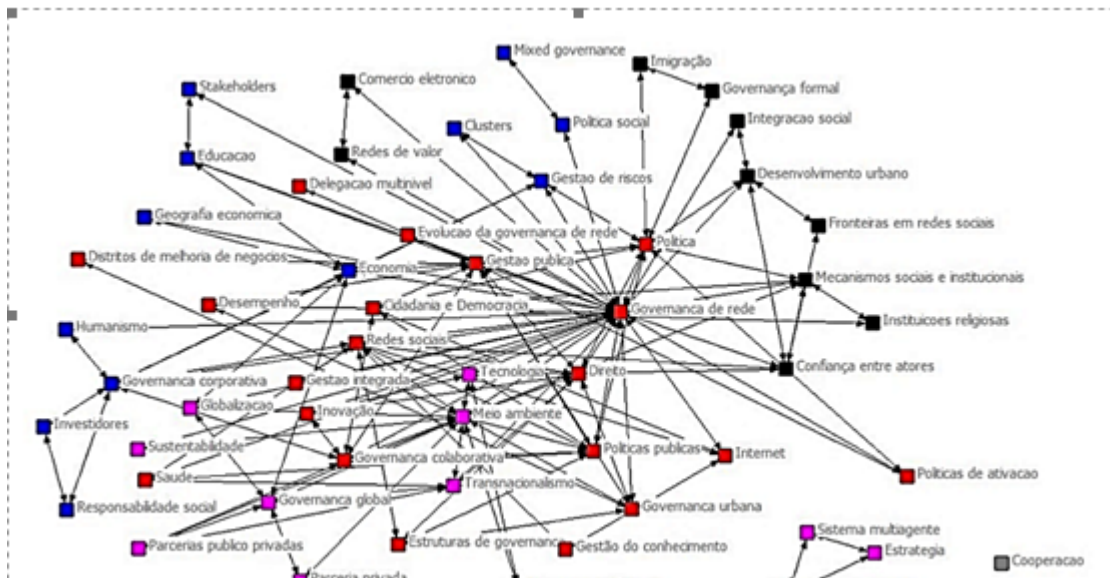 Mixed governance
Imigração
Stakeholders
Comercio eletronico
Governança formal
Clusters
Politica social
Integracao social
Educacao
Redes de valor
Delegacao multinivel
Gestao de riscos
Desenvolvimento urbano
Geografia economica
Evolucao da governanca de rede
Politica
Fronteiras em redes sociais
Distritos de melhoria de negocios
Economia
Gestao publica
Mecanismos sociais e institucionais
Desempenho
Cidadania e Democracia
Governanca de rede
Instituicoes religiosas
Humanismo
Redes sociais
Governanca corporativa
Gestao integrada
Tecnologia
Direto
Confiança entre atores
Globalizacao
Inovação
Meio ambiente
Investidores
Sustentabilidade
Governanca colaborativa
Politicas publicas
Internet
Saude
Transnacionalismo
Politicas de ativacao
Responsabilidade social
Governanca global
Governanca urbana
Parcerias publico privadas
Estruturas de governanca
Gestão do conhecimento
Sistema multiagente
Estrategia
Cooperacao
Parceria privada